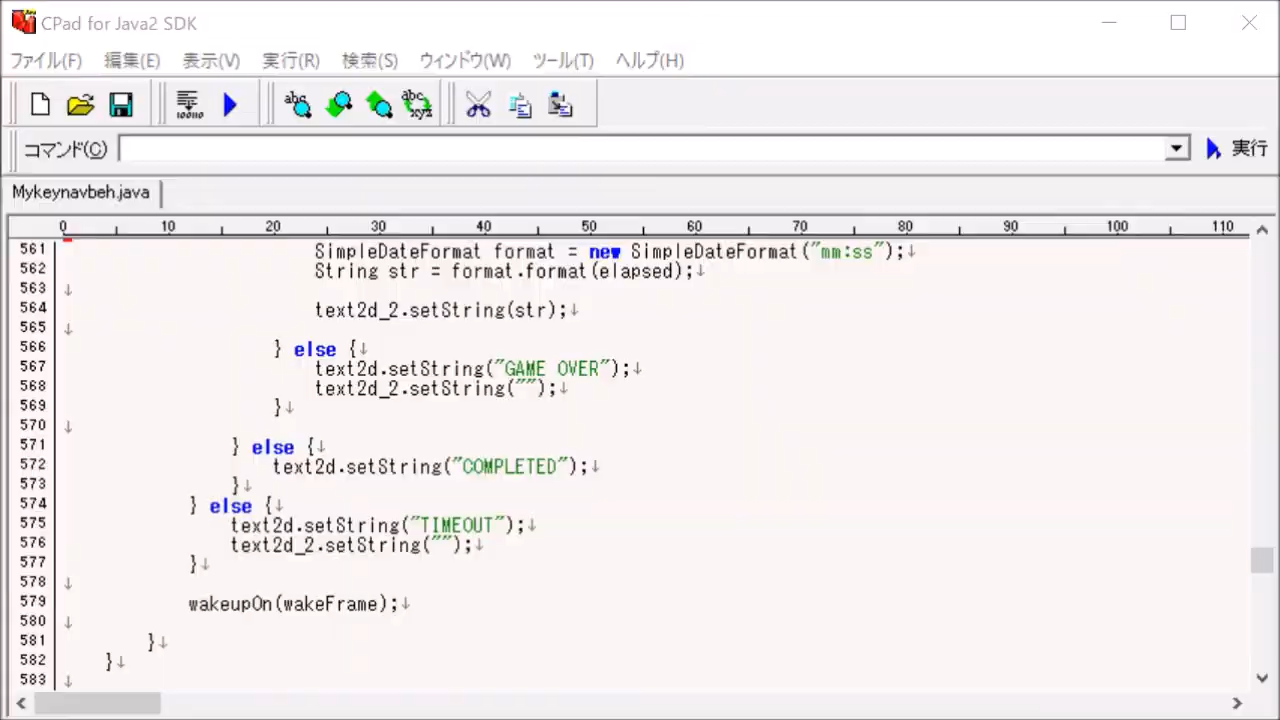 CPad for Java2 SDK
ファイル(F) 編集(E) 表示(V) 実行(R) 検索(S) ウィンドウ(W) ツール(T) ヘルプ(H)
コマンド(C) 実行
Mykeynavbeh.java
0 10 20 30 40 50 60 70 80 90 100 110
561 SimpleDateFormat format = new SimpleDateFormat("mm:ss");↓
562 String str = format.format(elapsed);↓
563 ↓
564 text2d_2.setString(str);↓
565 ↓
566 } else {↓
567 text2d.setString("GAME OVER");↓
568 text2d_2.setString("");↓
569 }↓
570 ↓
571 } else {↓
572 text2d.setString("COMPLETED");↓
573 }↓
574 } else {↓
575 text2d.setString("TIMEOUT");↓
576 text2d_2.setString("");↓
577 }↓
578 ↓
579 wakeupOn(wakeFrame);↓
580 ↓
581 }↓
582 }↓
583 ↓